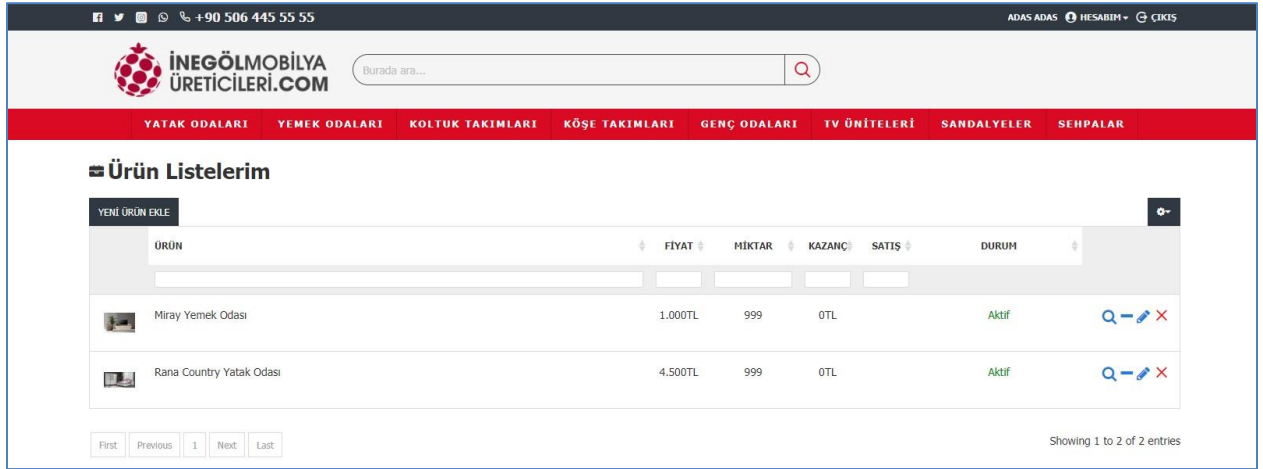 +90 506 445 55 55 ADAS ADAS HESABIM ÇIKIŞ
İNEGÖLMOBİLYA
ÜRETİCİLERİ.COM
Burada ara...
YATAK ODALARI YEMEK ODALARI KOLTUK TAKIMLARI KÖŞE TAKIMLARI GENÇ ODALARI TV ÜNİTELERİ SANDALYELER SEHPALAR
Ürün Listelerim
YENİ ÜRÜN EKLE
ÜRÜN FİYAT MİKTAR KAZANÇ SATIŞ DURUM
Miray Yemek Odası 1.000TL 999 0TL Aktif
Rana Country Yatak Odası 4.500TL 999 0TL Aktif
First Previous 1 Next Last Showing 1 to 2 of 2 entries